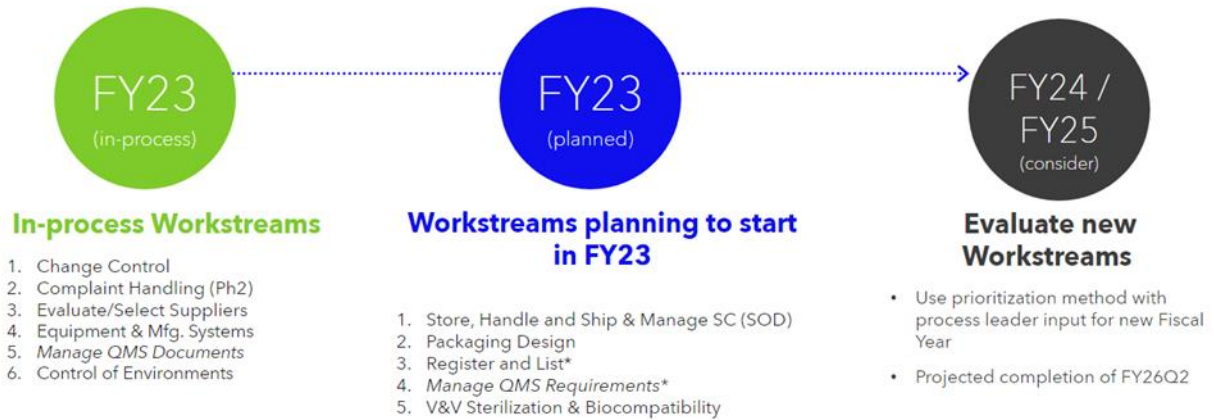 FY23
(in-process)
FY23
(planned)
FY24 /
FY25
(consider)
In-process Workstreams
1. Change Control
2. Complaint Handling (Ph2)
3. Evaluate/Select Suppliers
4. Equipment & Mfg. Systems
5. Manage QMS Documents
6. Control of Environments
Workstreams planning to start
in FY23
1. Store, Handle and Ship & Manage SC (SOD)
2. Packaging Design
3. Register and List*
4. Manage QMS Requirements*
5. V&V Sterilization & Biocompatibility
Evaluate new
Workstreams
• Use prioritization method with
process leader input for new Fiscal
Year
• Projected completion of FY26Q2